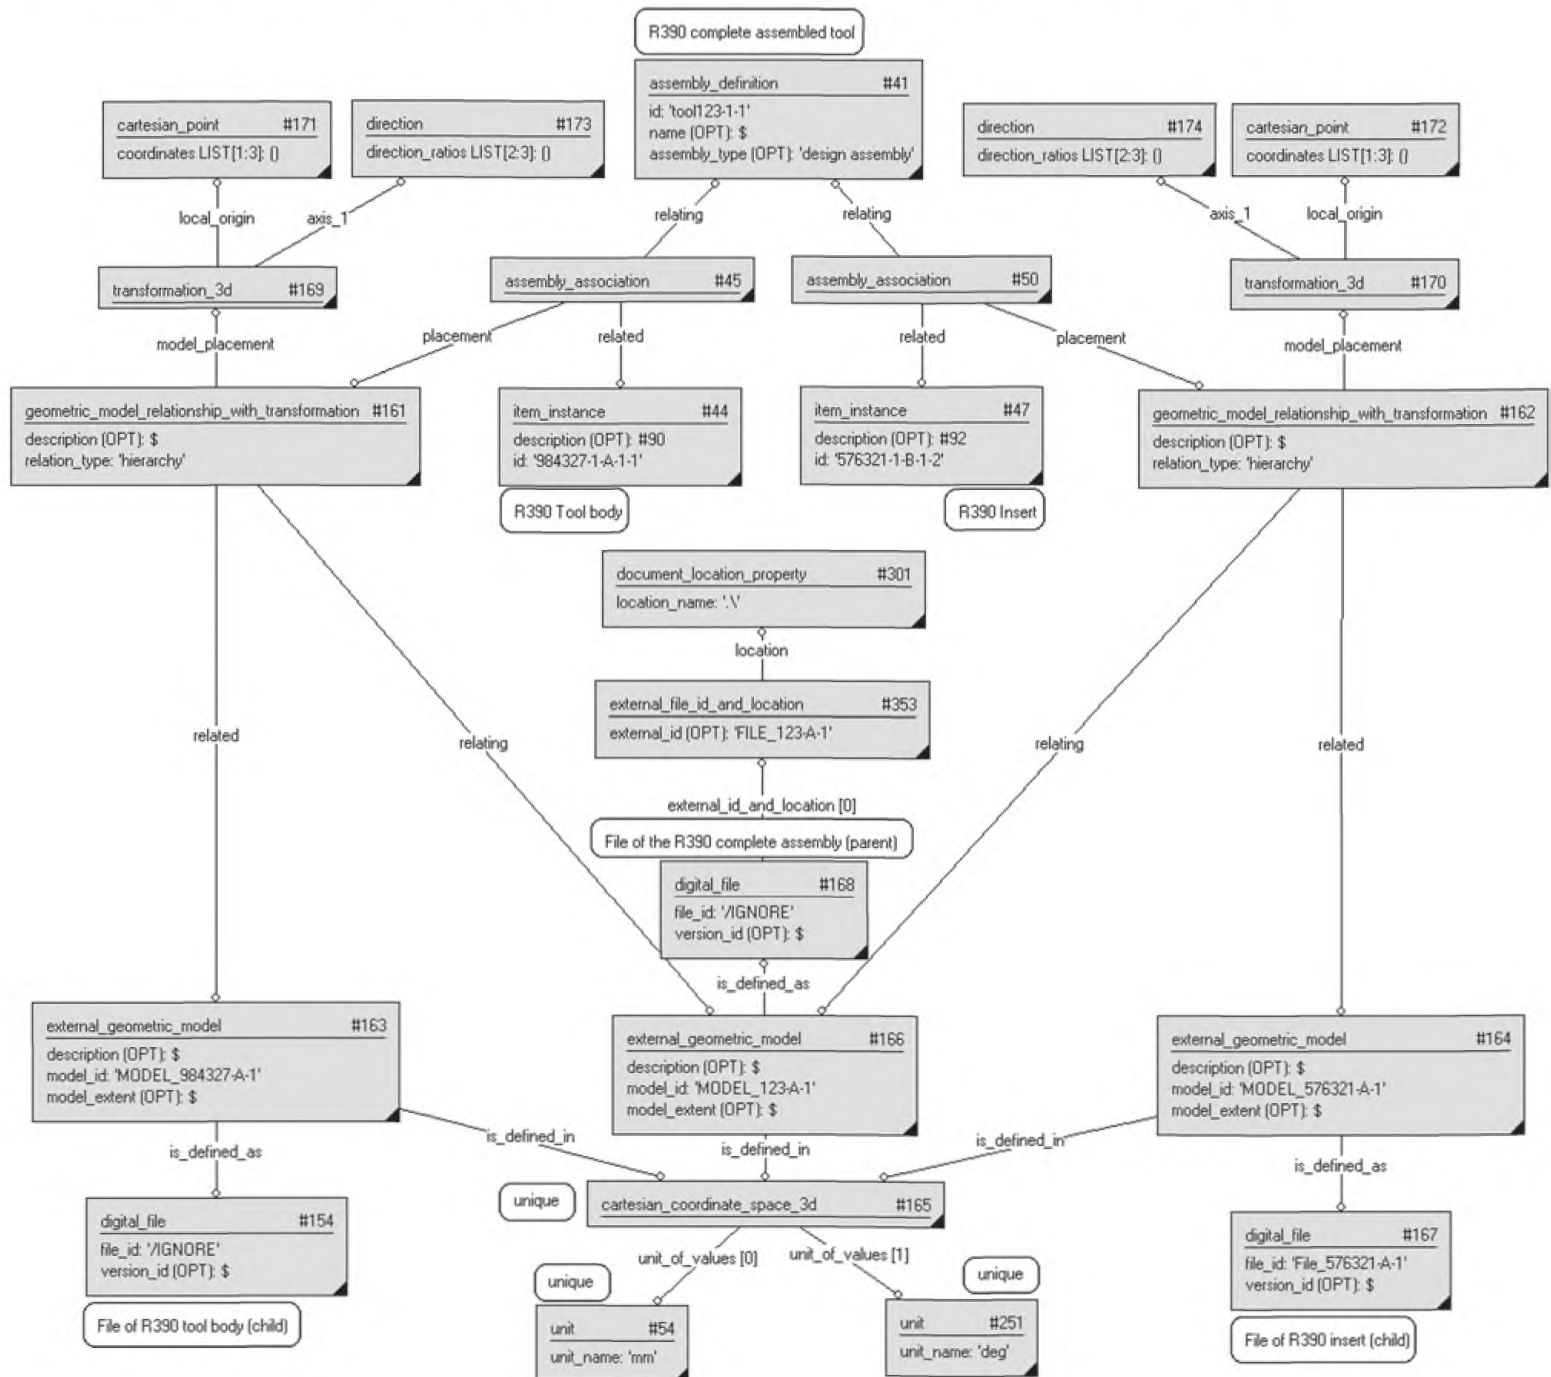 R390 complete assembled tool
assembly_definition #41
id: 'tool123-1-1'
name (OPT): $
assembly_type (OPT): 'design assembly'
cartesian_point #171
coordinates LIST[1:3]: ()
direction #173
direction_ratios LIST[2:3]: ()
direction #174
direction_ratios LIST[2:3]: ()
cartesian_point #172
coordinates LIST[1:3]: ()
local_origin
axis_1
relating
relating
axis_1
local_origin
transformation_3d #169
assembly_association #45
assembly_association #50
transformation_3d #170
model_placement
placement
related
related
placement
model_placement
geometric_model_relationship_with_transformation #161
description (OPT): $
relation_type: 'hierarchy'
item_instance #44
description (OPT): #90
id: '984327-1-A-1-1'
R390 Tool body
item_instance #47
description (OPT): #92
id: '576321-1-B-1-2'
R390 Insert
geometric_model_relationship_with_transformation #162
description (OPT): $
relation_type: 'hierarchy'
document_location_property #301
location_name: '.\'
location
external_file_id_and_location #353
external_id (OPT): 'FILE_123-A-1'
related
relating
relating
related
external_id_and_location [0]
File of the R390 complete assembly (parent)
digital_file #168
file_id: '/IGNORE'
version_id (OPT): $
is_defined_as
external_geometric_model #163
description (OPT): $
model_id: 'MODEL_984327-A-1'
model_extent (OPT): $
external_geometric_model #166
description (OPT): $
model_id: 'MODEL_123-A-1'
model_extent (OPT): $
external_geometric_model #164
description (OPT): $
model_id: 'MODEL_576321-A-1'
model_extent (OPT): $
is_defined_as
is_defined_in
is_defined_in
is_defined_in
is_defined_as
unique
cartesian_coordinate_space_3d #165
digital_file #154
file_id: '/IGNORE'
version_id (OPT): $
File of R390 tool body (child)
unit_of_values [0]
unit_of_values [1]
unique
unique
unit #54
unit_name: 'mm'
unit #251
unit_name: 'deg'
digital_file #167
file_id: 'File_576321-A-1'
version_id (OPT): $
File of R390 insert (child)